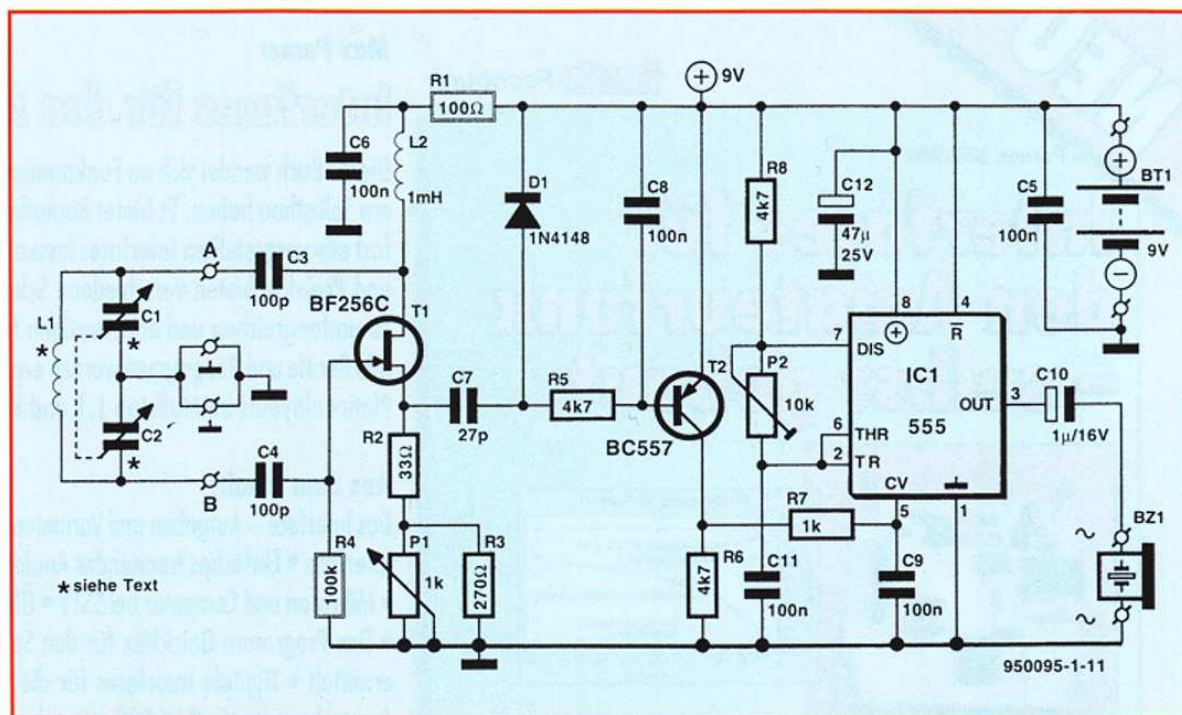 9V
R1
100Ω
C6
100n
L2
1mH
D1
1N4148
C8
100n
R8
4k7
C12
47µ
25V
C5
100n
BT1
9V
A
C3
100p
L1
*
C1
*
C2
*
B
C4
100p
BF256C
T1
C7
27p
R2
33Ω
R5
4k7
T2
BC557
P2
10k
7
DIS
8
4
R
IC1
555
OUT
3
6
THR
2
TR
CV
5
1
C10
1µ/16V
R4
100k
P1
1k
R3
270Ω
R6
4k7
R7
1k
C11
100n
C9
100n
BZ1
~
~
* siehe Text
950095-1-11